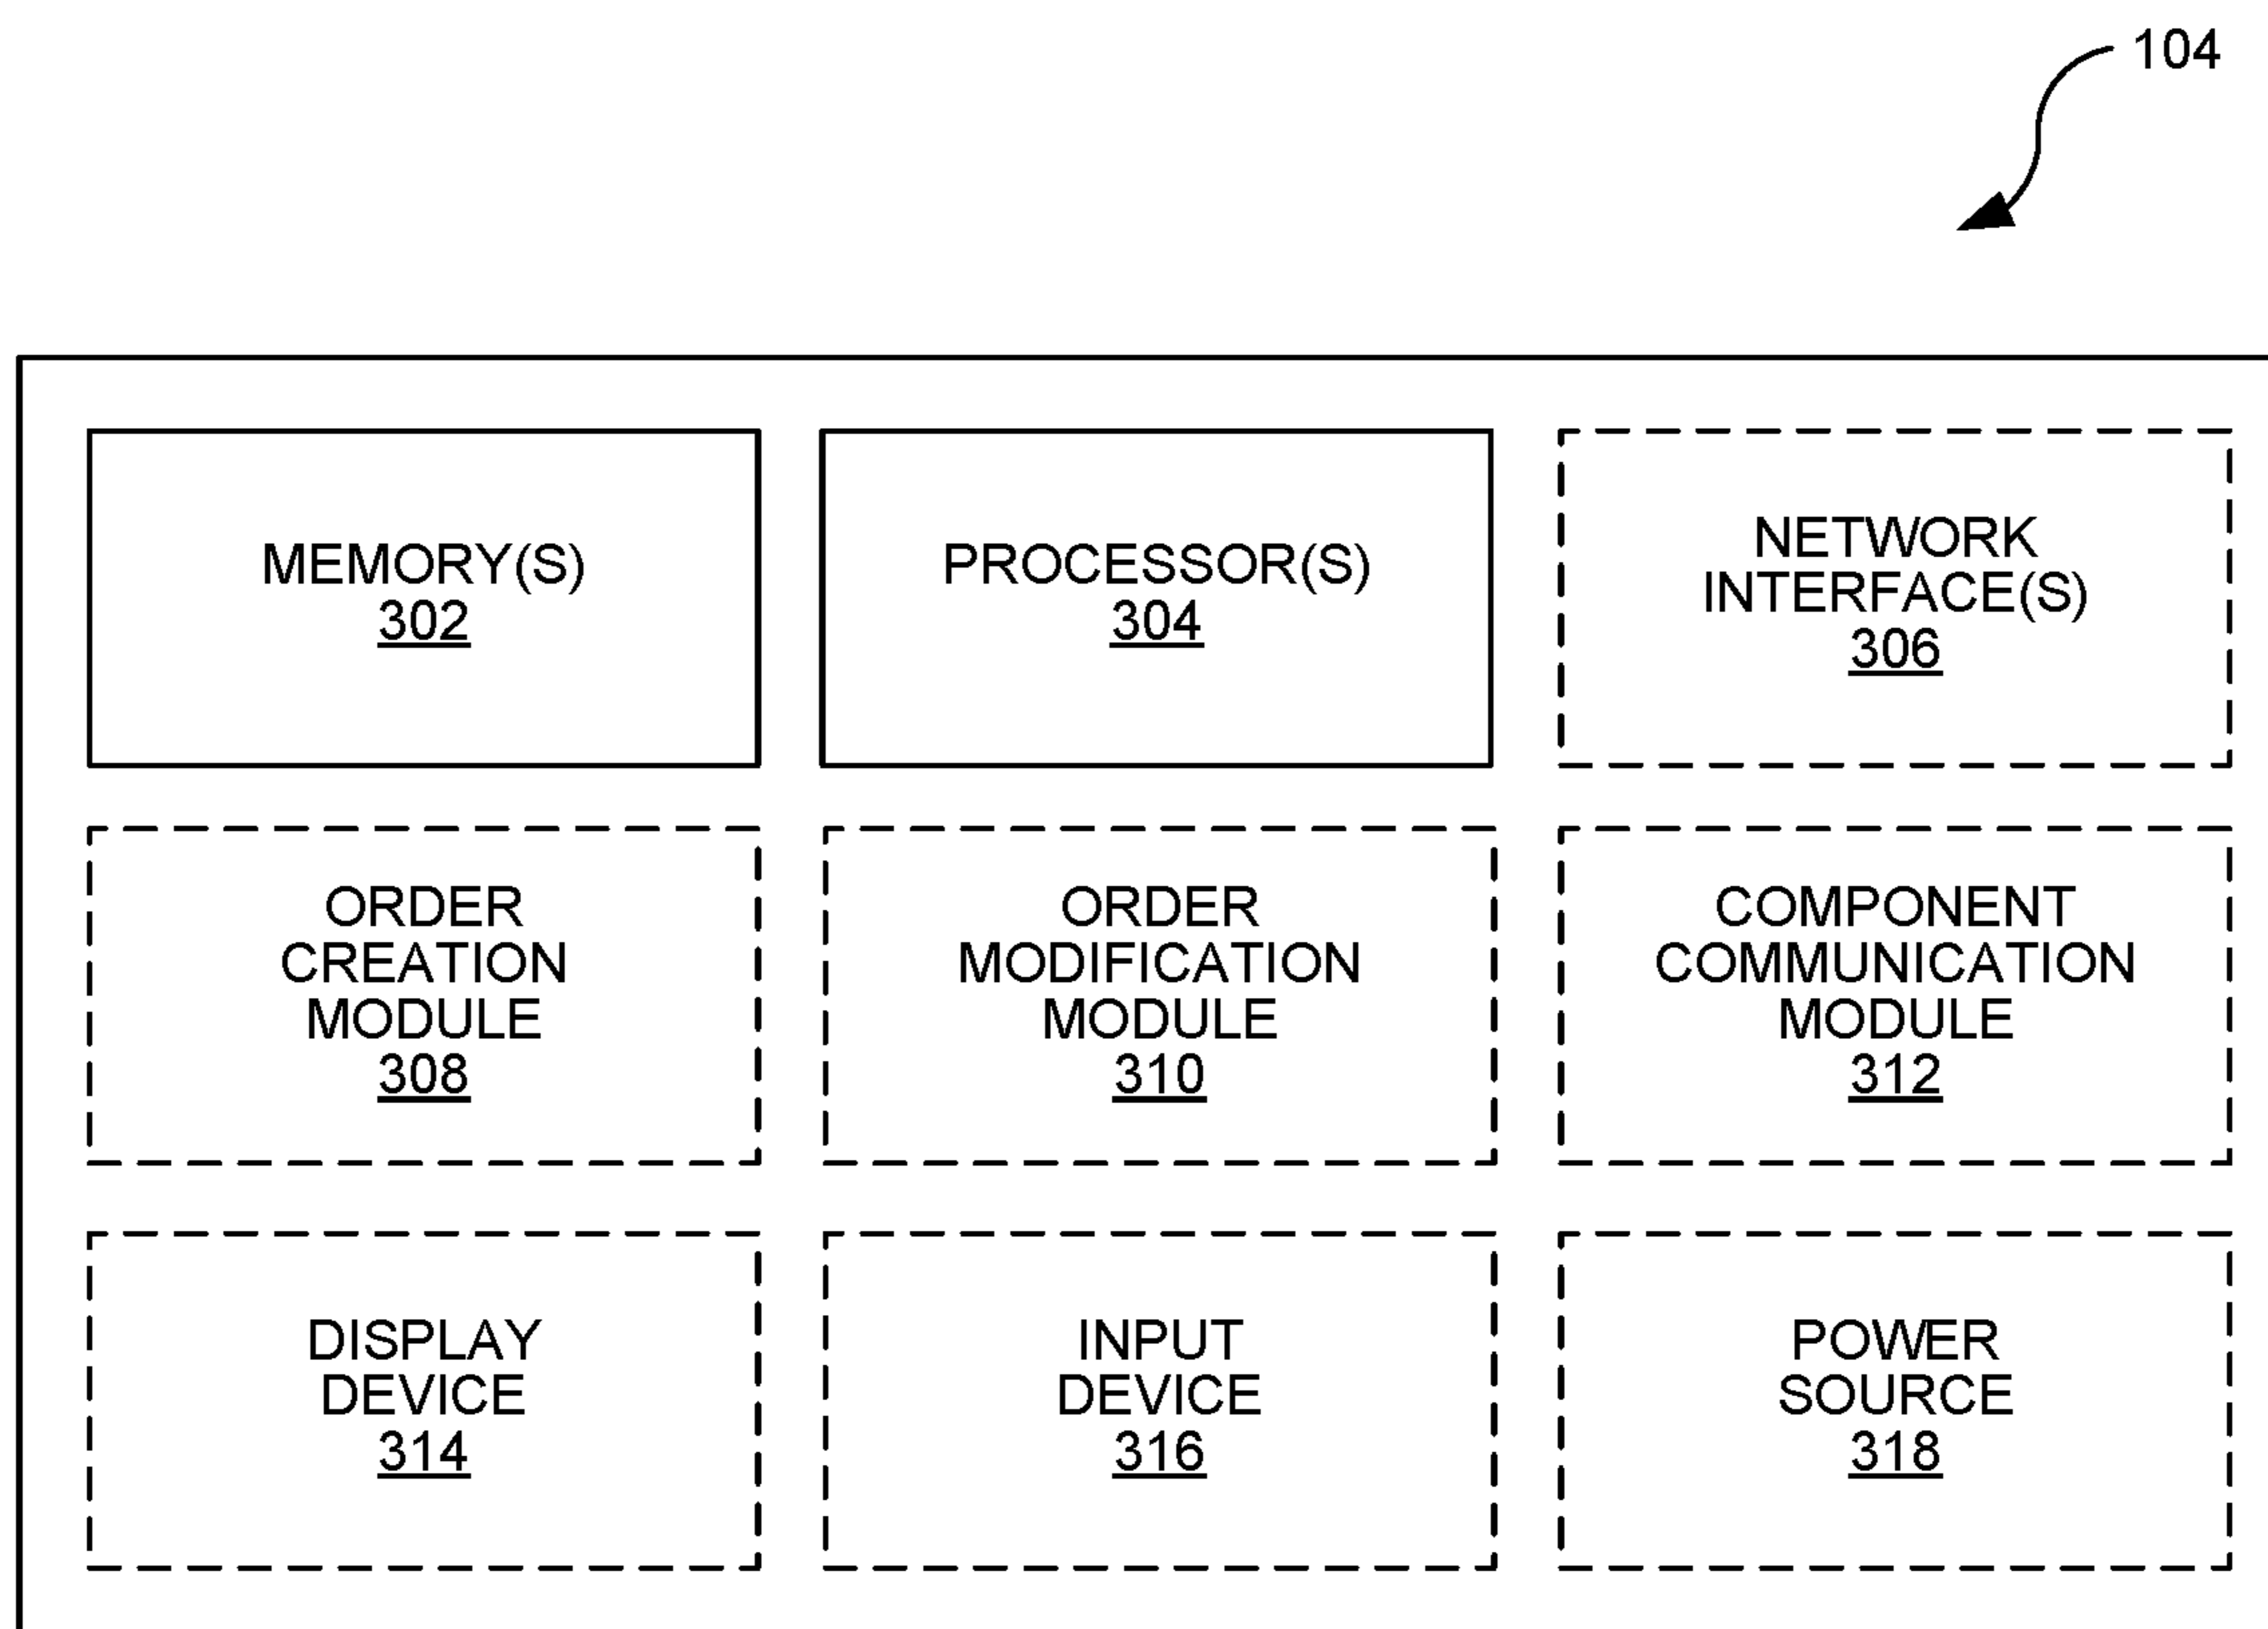 104
MEMORY(S)
302
PROCESSOR(S)
304
NETWORK
INTERFACE(S)
306
ORDER
CREATION
MODULE
308
ORDER
MODIFICATION
MODULE
310
COMPONENT
COMMUNICATION
MODULE
312
DISPLAY
DEVICE
314
INPUT
DEVICE
316
POWER
SOURCE
318